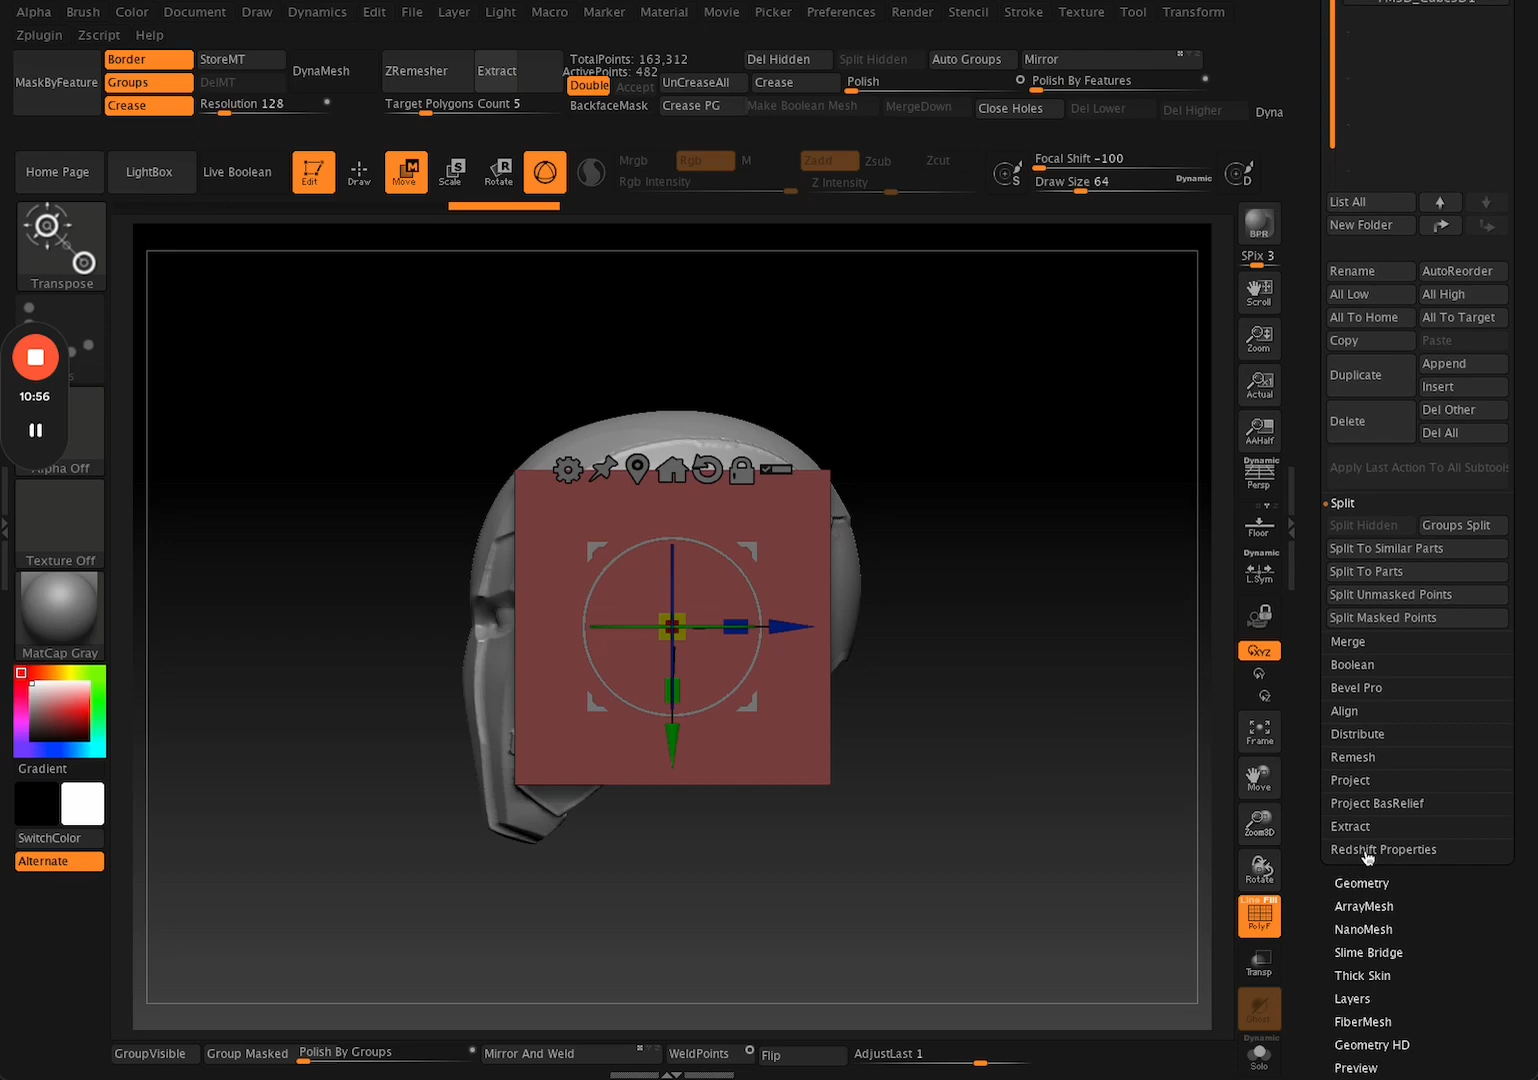 Alpha Brush Color Document Draw Dynamics Edit File Layer Light Macro Marker Material Movie Picker Preferences Render Stencil Stroke Texture Tool Transform
Zplugin Zscript Help
MaskByFeature
Border
Groups
Crease
StoreMT
DelMT
Resolution 128
DynaMesh
ZRemesher
Extract
Target Polygons Count 5
TotalPoints: 163,312
ActivePoints: 482
Double
Accept
BackfaceMask
UnCreaseAll
Crease PG
Del Hidden
Crease
Make Boolean Mesh
Split Hidden
Polish
MergeDown
Auto Groups
Close Holes
Mirror
Polish By Features
Del Lower
Del Higher
Dyna
Home Page
LightBox
Live Boolean
Edit
Draw
Move
Scale
Rotate
Mrgb
Rgb
M
Rgb Intensity
Zadd
Zsub
Zcut
Z Intensity
S
Focal Shift -100
Draw Size 64
Dynamic
D
Transpose
10:56
Alpha Off
Texture Off
MatCap Gray
Gradient
SwitchColor
Alternate
BPR
SPix 3
Scroll
Zoom
Actual
AAHalf
Dynamic
Persp
Floor
Dynamic
L.Sym
XYZ
Frame
Move
Zoom3D
Rotate
Line Fill
PolyF
Transp
Ghost
Dynamic
Solo
List All
New Folder
Rename
AutoReorder
All Low
All High
All To Home
All To Target
Copy
Paste
Duplicate
Append
Insert
Delete
Del Other
Del All
Apply Last Action To All Subtools
Split
Split Hidden
Groups Split
Split To Similar Parts
Split To Parts
Split Unmasked Points
Split Masked Points
Merge
Boolean
Bevel Pro
Align
Distribute
Remesh
Project
Project BasRelief
Extract
Redshift Properties
Geometry
ArrayMesh
NanoMesh
Slime Bridge
Thick Skin
Layers
FiberMesh
Geometry HD
Preview
GroupVisible
Group Masked
Polish By Groups
Mirror And Weld
WeldPoints
Flip
AdjustLast 1